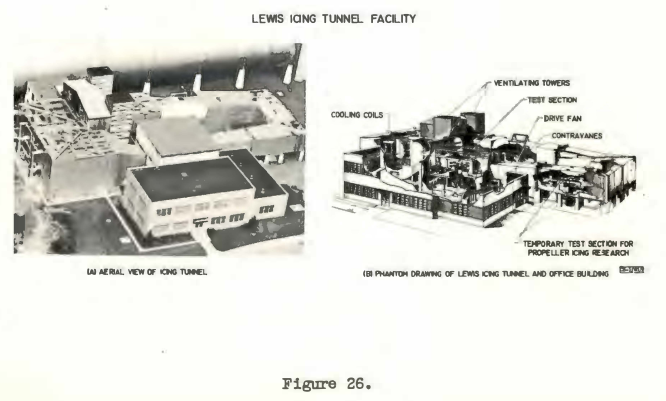 LEWIS ICING TUNNEL FACILITY
VENTILATING TOWERS
TEST SECTION
COOLING COILS
DRIVE FAN
CONTRAVANES
TEMPORARY TEST SECTION FOR
PROPELLER ICING RESEARCH
(A) AERIAL VIEW OF ICING TUNNEL
(B) PHANTOM DRAWING OF LEWIS ICING TUNNEL AND OFFICE BUILDING
Figure 26.